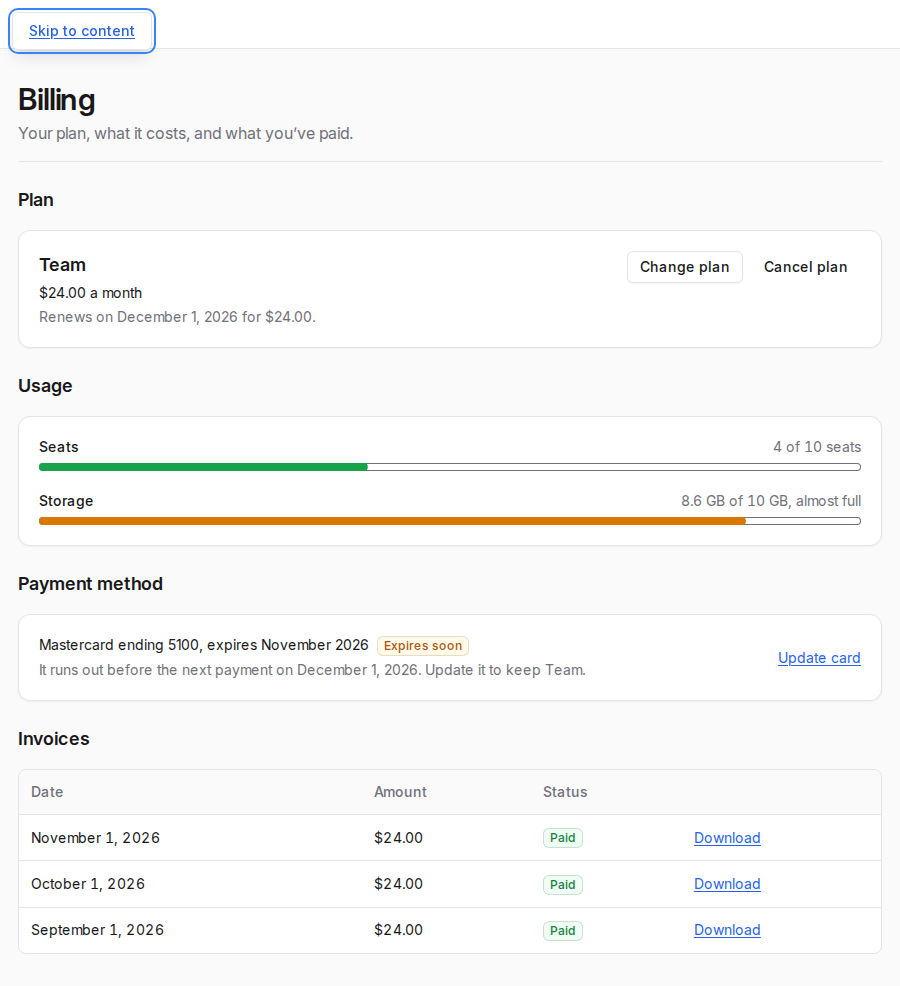 Skip to content
Billing
Your plan, what it costs, and what you’ve paid.
Plan
Team
Change plan
Cancel plan
$24.00 a month
Renews on December 1, 2026 for $24.00.
Usage
Seats
4 of 10 seats
Storage
8.6 GB of 10 GB, almost full
Payment method
Mastercard ending 5100, expires November 2026 Expires soon
It runs out before the next payment on December 1, 2026. Update it to keep Team.
Update card
Invoices
Date Amount Status
November 1, 2026 $24.00 Paid Download
October 1, 2026 $24.00 Paid Download
September 1, 2026 $24.00 Paid Download